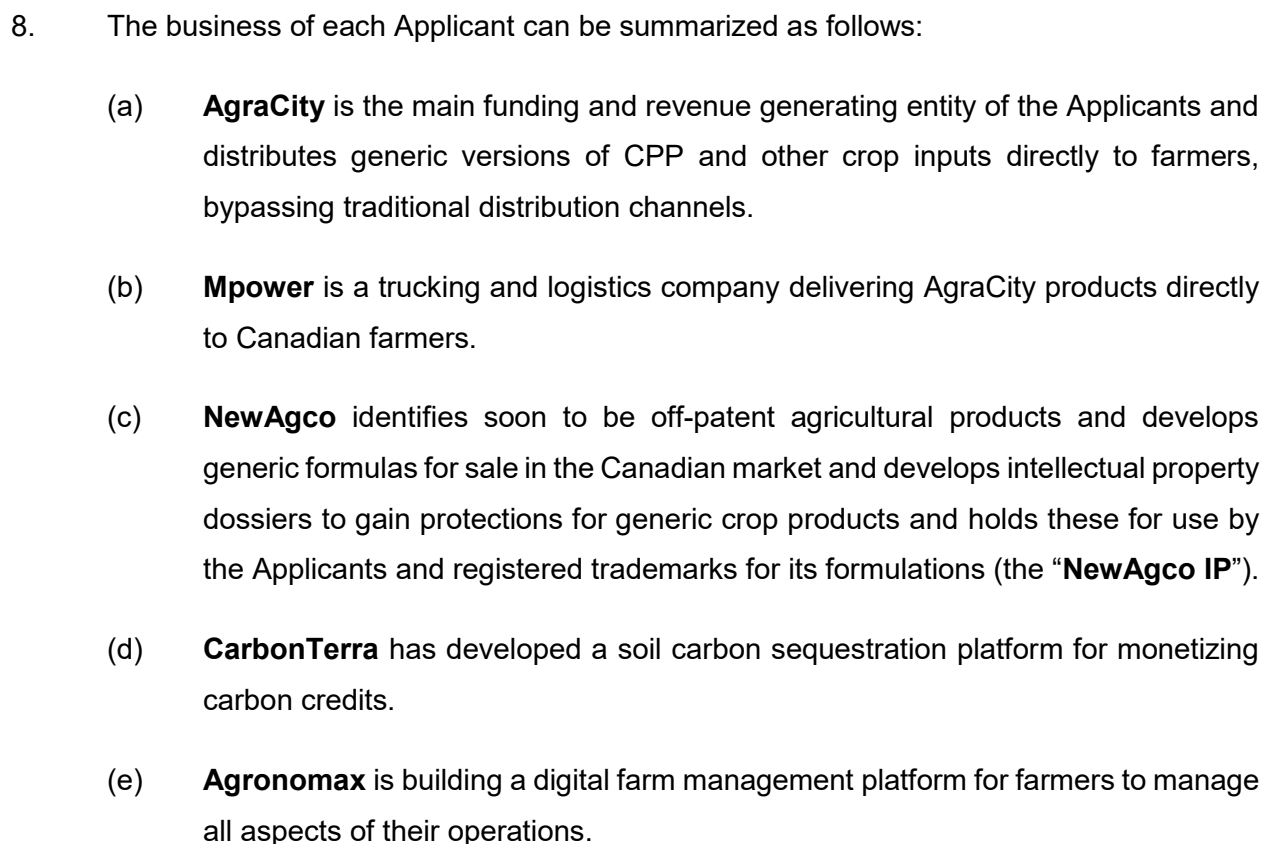 8. The business of each Applicant can be summarized as follows:
(a) AgraCity is the main funding and revenue generating entity of the Applicants and
distributes generic versions of CPP and other crop inputs directly to farmers,
bypassing traditional distribution channels.
(b) Mpower is a trucking and logistics company delivering AgraCity products directly
to Canadian farmers.
(c) NewAgco identifies soon to be off-patent agricultural products and develops
generic formulas for sale in the Canadian market and develops intellectual property
dossiers to gain protections for generic crop products and holds these for use by
the Applicants and registered trademarks for its formulations (the “NewAgco IP”).
(d) CarbonTerra has developed a soil carbon sequestration platform for monetizing
carbon credits.
(e) Agronomax is building a digital farm management platform for farmers to manage
all aspects of their operations.